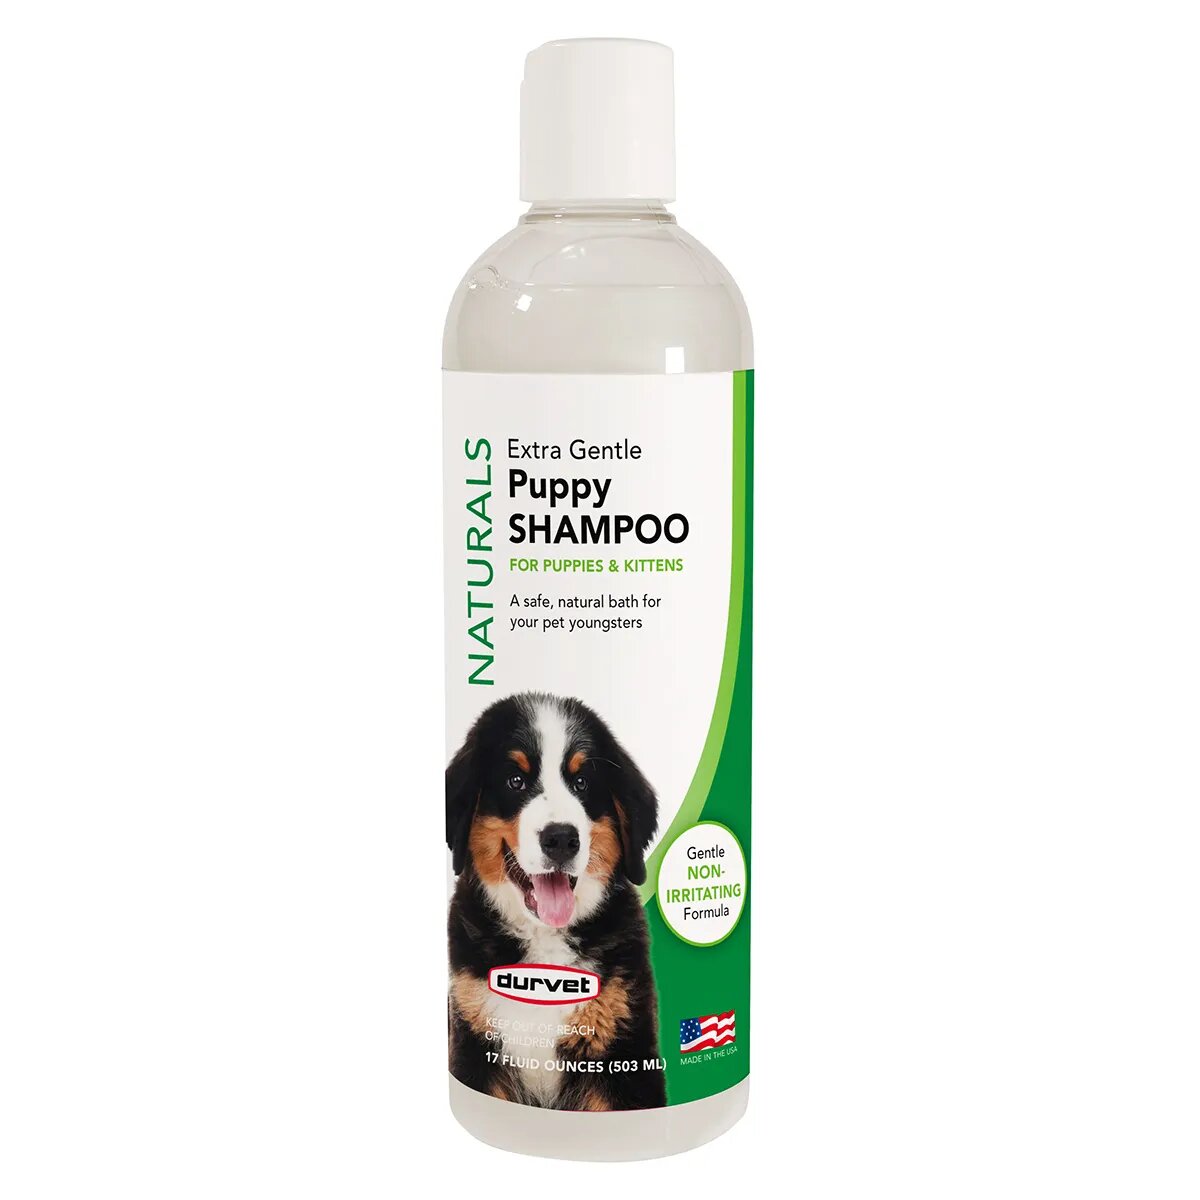 NATURALS
Extra Gentle
Puppy
SHAMPOO
FOR PUPPIES & KITTENS
A safe, natural bath for
your pet youngsters
Gentle
NON-
IRRITATING
Formula
durvet
KEEP OUT OF REACH
OF CHILDREN
17 FLUID OUNCES (503 ML)
MADE IN THE USA